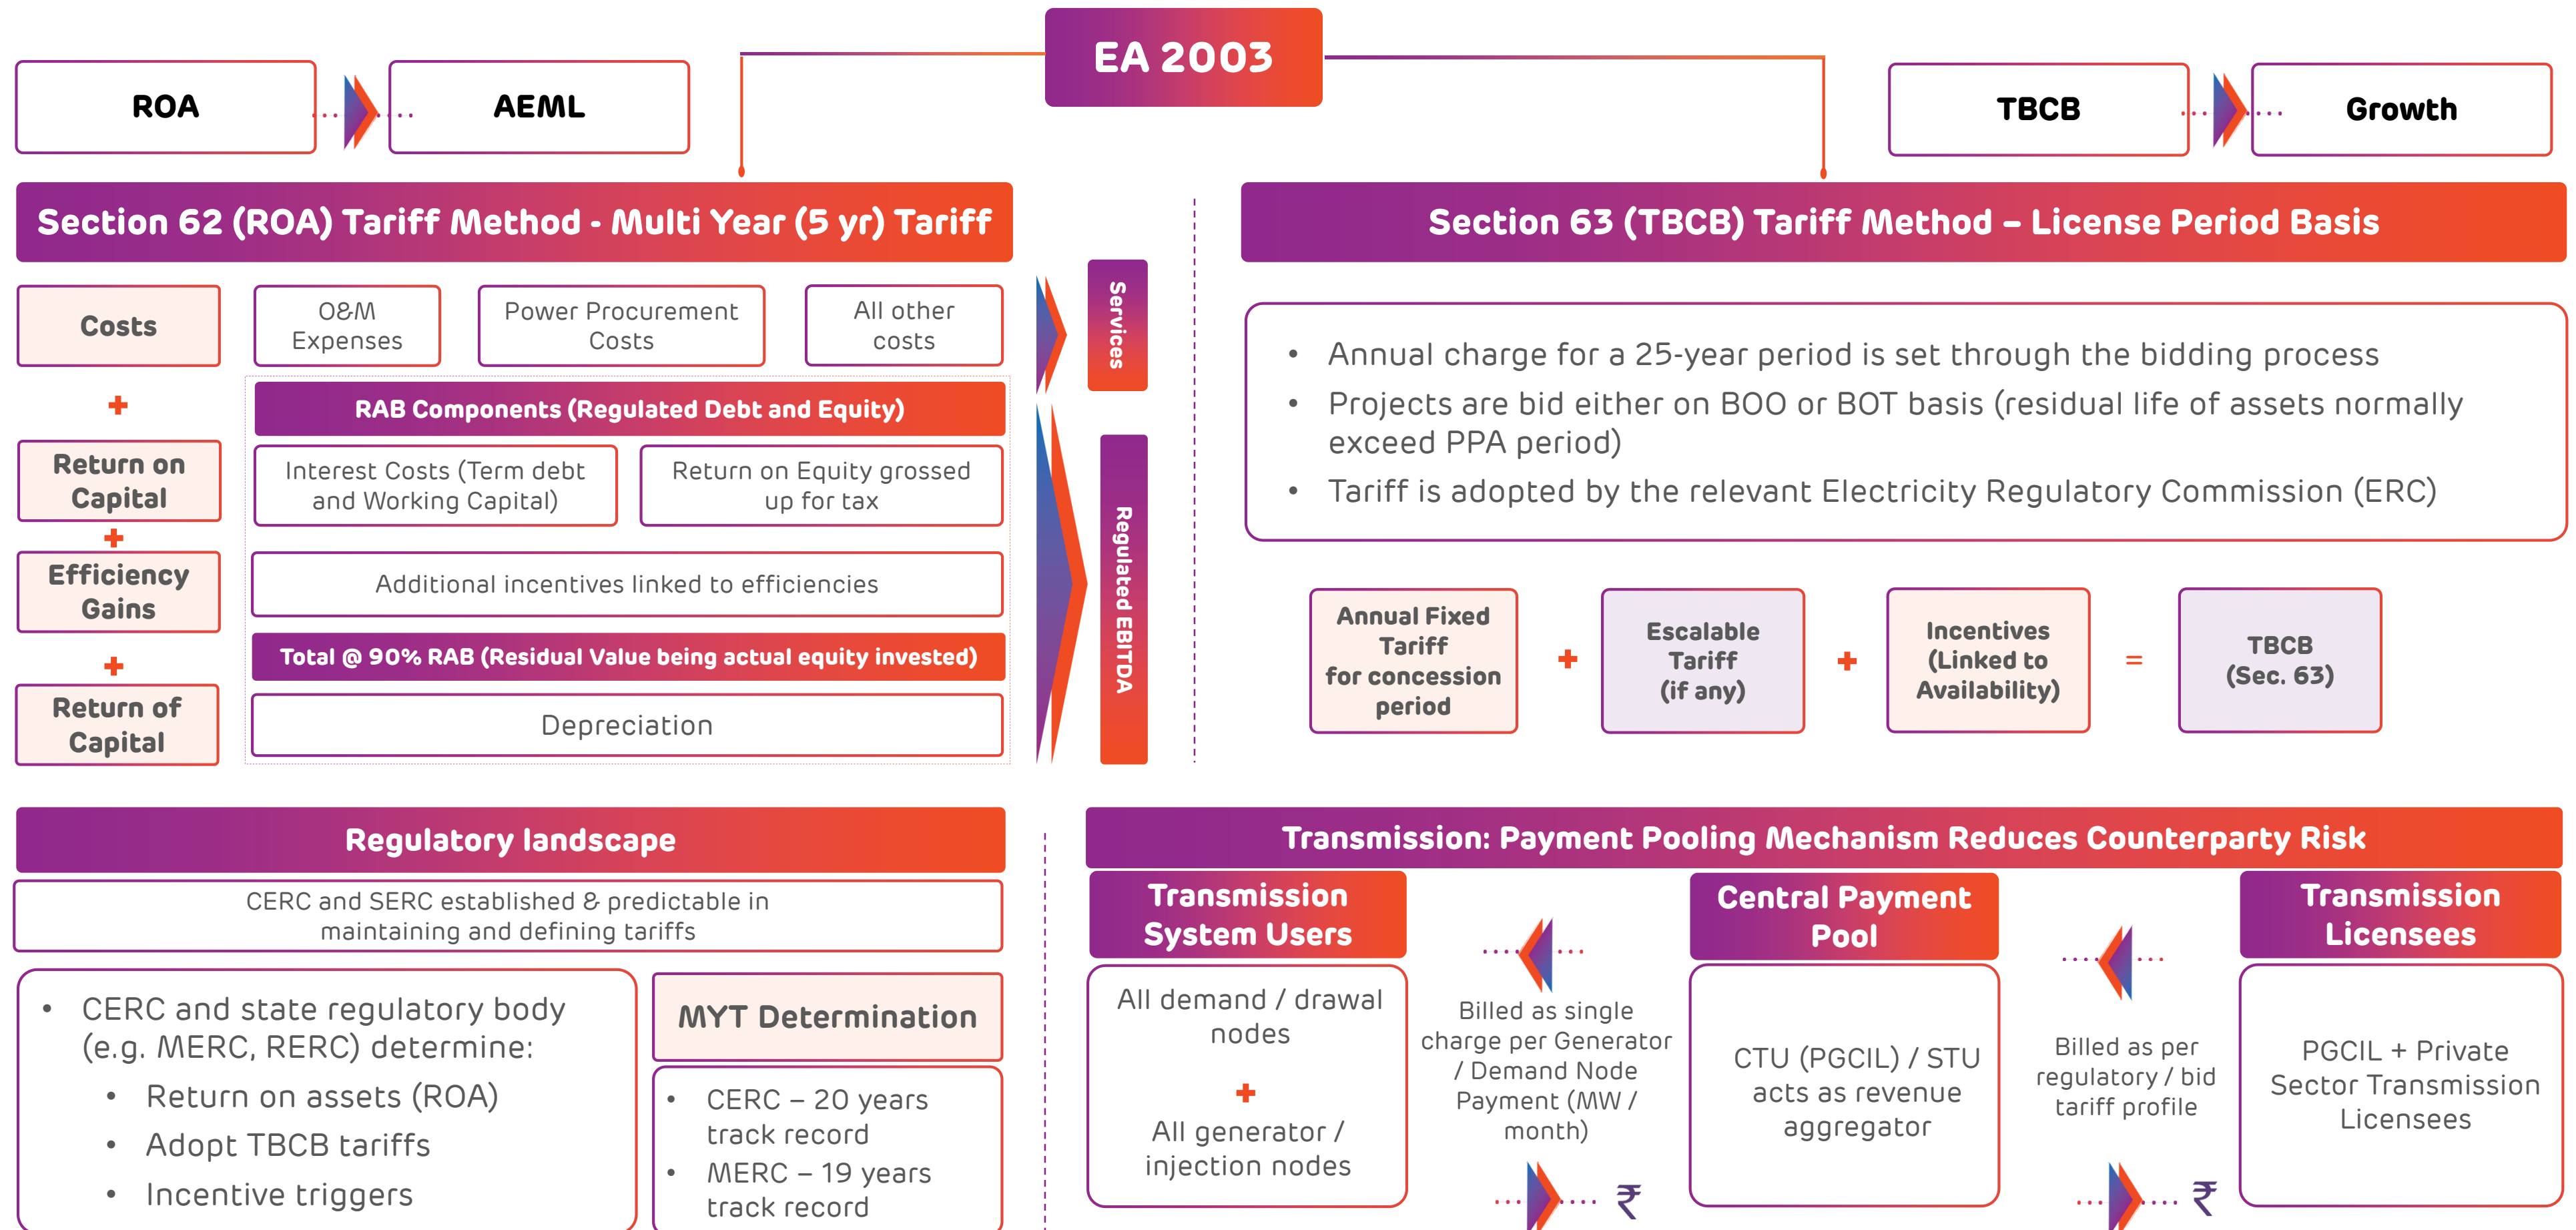 EA 2003
ROA
AEML
TBCB
Growth
Section 62 (ROA) Tariff Method - Multi Year (5 yr) Tariff
Costs
O&M
Expenses
Power Procurement
Costs
All other
costs
+
RAB Components (Regulated Debt and Equity)
Return on
Capital
Interest Costs (Term debt
and Working Capital)
Return on Equity grossed
up for tax
+
Efficiency
Gains
Additional incentives linked to efficiencies
+
Total @ 90% RAB (Residual Value being actual equity invested)
Return of
Capital
Depreciation
Services
Regulated EBITDA
Section 63 (TBCB) Tariff Method – License Period Basis
• Annual charge for a 25-year period is set through the bidding process
• Projects are bid either on BOO or BOT basis (residual life of assets normally
exceed PPA period)
• Tariff is adopted by the relevant Electricity Regulatory Commission (ERC)
Annual Fixed
Tariff
for concession
period
+
Escalable
Tariff
(if any)
+
Incentives
(Linked to
Availability)
=
TBCB
(Sec. 63)
Regulatory landscape
CERC and SERC established & predictable in
maintaining and defining tariffs
• CERC and state regulatory body
(e.g. MERC, RERC) determine:
• Return on assets (ROA)
• Adopt TBCB tariffs
• Incentive triggers
MYT Determination
• CERC – 20 years
track record
• MERC – 19 years
track record
Transmission: Payment Pooling Mechanism Reduces Counterparty Risk
Transmission
System Users
All demand / drawal
nodes
+
All generator /
injection nodes
Billed as single
charge per Generator
/ Demand Node
Payment (MW /
month)
₹
Central Payment
Pool
CTU (PGCIL) / STU
acts as revenue
aggregator
Billed as per
regulatory / bid
tariff profile
₹
Transmission
Licensees
PGCIL + Private
Sector Transmission
Licensees